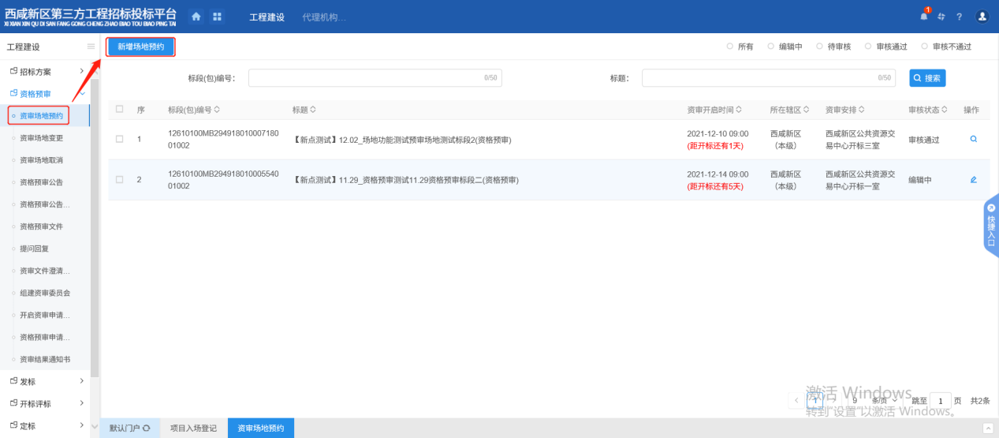 西咸新区第三方工程招标投标平台
XI XIAN XIN QU DI SAN FANG GONG CHENG ZHAO BIAO TOU BIAO PING TAI
工程建设
代理机构...
1
?
工程建设
新增场地预约
所有
编辑中
待审核
审核通过
审核不通过
招标方案
资格预审
资审场地预约
资审场地变更
资审场地取消
资格预审公告
资格预审公告...
资格预审文件
提问回复
资审文件澄清...
组建资审委员会
开启资审申请...
资格预审申请...
资审结果通知书
发标
开标评标
定标
标段(包)编号：
0/50
标题：
0/50
搜索
序 标段(包)编号 标题 资审开启时间 所在辖区 资审安排 审核状态 操作
1
12610100MB294918010007180
01002
【新点测试】12.02_场地功能测试预审场地测试标段2(资格预审)
2021-12-10 09:00
(距开标还有1天)
西咸新区
（本级）
西咸新区公共资源交
易中心开标三室
审核通过
2
12610100MB294918010005540
01002
【新点测试】11.29_资格预审测试11.29资格预审标段二(资格预审)
2021-12-14 09:00
(距开标还有5天)
西咸新区
（本级）
西咸新区公共资源交
易中心开标一室
编辑中
快捷入口
激活 Windows
转到"设置"以激活 Windows。
1 9 条/页 跳至 1 页 共2条
默认门户 项目入场登记 资审场地预约